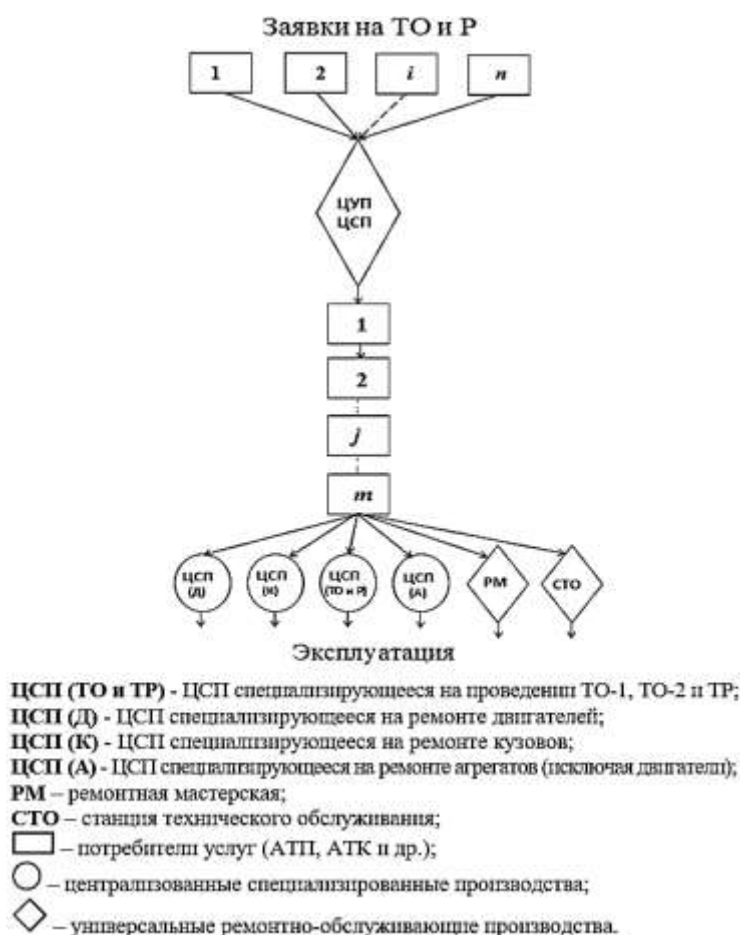 Заявки на ТО и Р
1 2 i n
ЦУП
ЦСП
1
2
j
m
ЦСП (Д) ЦСП (К) ЦСП (ТО и Р) ЦСП (А) РМ СТО
Эксплуатация
ЦСП (ТО и ТР) - ЦСП специализирующееся на проведении ТО-1, ТО-2 и ТР;
ЦСП (Д) - ЦСП специализирующееся на ремонте двигателей;
ЦСП (К) - ЦСП специализирующееся на ремонте кузовов;
ЦСП (А) - ЦСП специализирующееся на ремонте агрегатов (исключая двигатели);
РМ – ремонтная мастерская;
СТО – станция технического обслуживания;
– потребители услуг (АТП, АТК и др.);
– централизованные специализированные производства;
– универсальные ремонтно-обслуживающие производства.